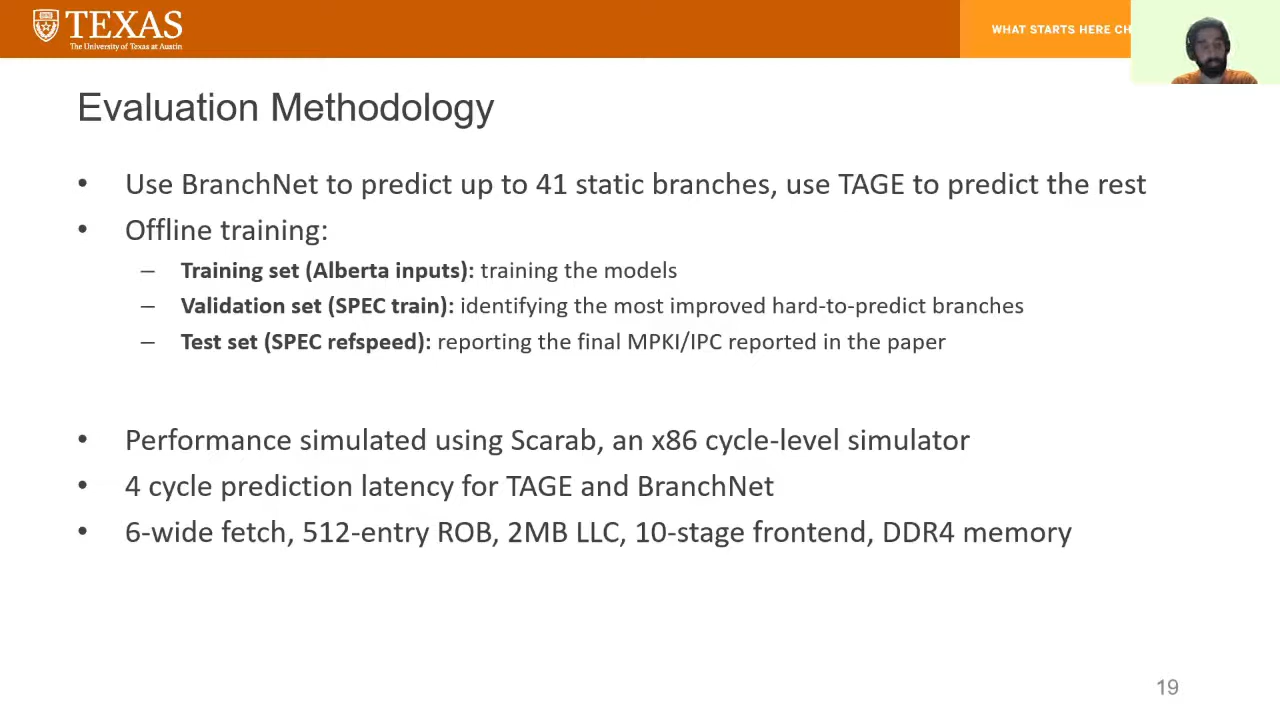 TEXAS
The University of Texas at Austin
WHAT STARTS HERE CH
Evaluation Methodology
• Use BranchNet to predict up to 41 static branches, use TAGE to predict the rest
• Offline training:
– Training set (Alberta inputs): training the models
– Validation set (SPEC train): identifying the most improved hard-to-predict branches
– Test set (SPEC refspeed): reporting the final MPKI/IPC reported in the paper
• Performance simulated using Scarab, an x86 cycle-level simulator
• 4 cycle prediction latency for TAGE and BranchNet
• 6-wide fetch, 512-entry ROB, 2MB LLC, 10-stage frontend, DDR4 memory
19